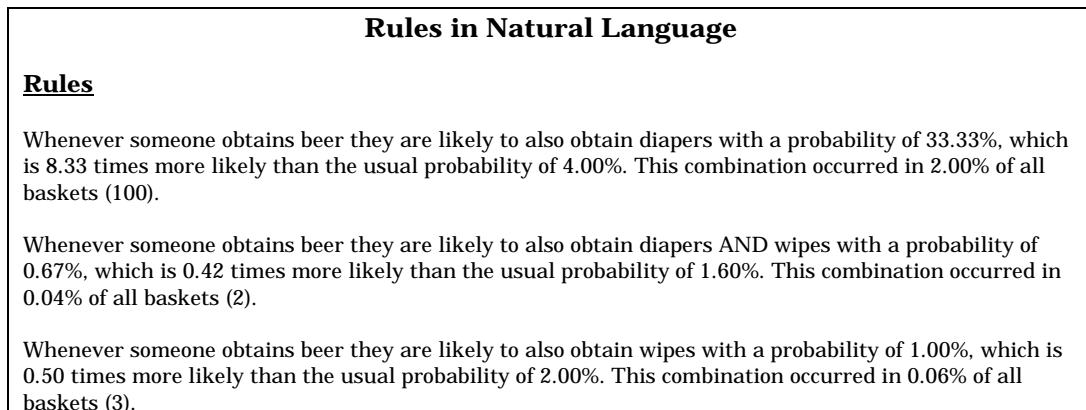 Rules in Natural Language
Rules
Whenever someone obtains beer they are likely to also obtain diapers with a probability of 33.33%, which
is 8.33 times more likely than the usual probability of 4.00%. This combination occurred in 2.00% of all
baskets (100).
Whenever someone obtains beer they are likely to also obtain diapers AND wipes with a probability of
0.67%, which is 0.42 times more likely than the usual probability of 1.60%. This combination occurred in
0.04% of all baskets (2).
Whenever someone obtains beer they are likely to also obtain wipes with a probability of 1.00%, which is
0.50 times more likely than the usual probability of 2.00%. This combination occurred in 0.06% of all
baskets (3).